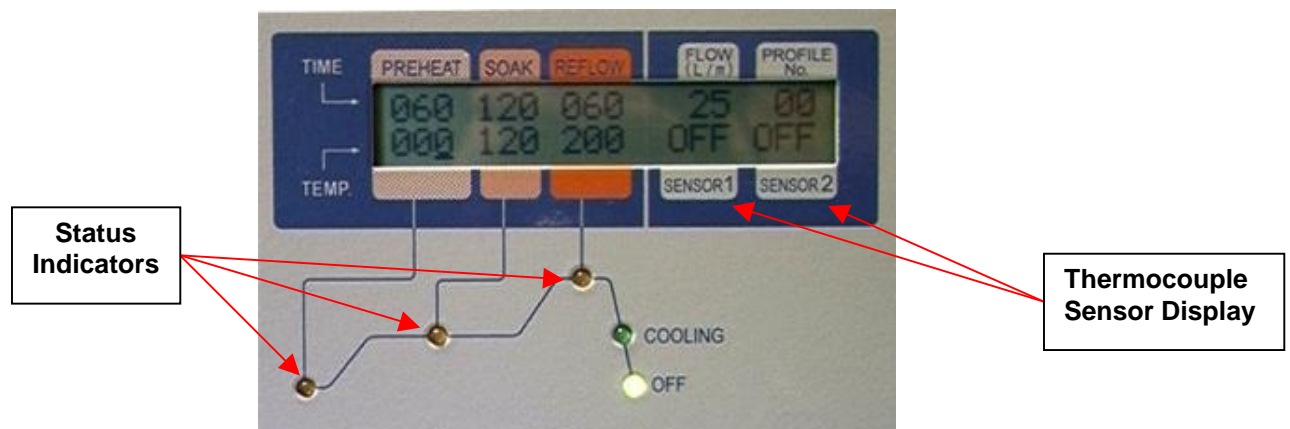 TIME PREHEAT SOAK REFLOW FLOW (L/m) PROFILE No.
060 120 060 25 00
000 120 200 OFF OFF
TEMP. SENSOR1 SENSOR2
Status
Indicators
Thermocouple
Sensor Display
COOLING
OFF